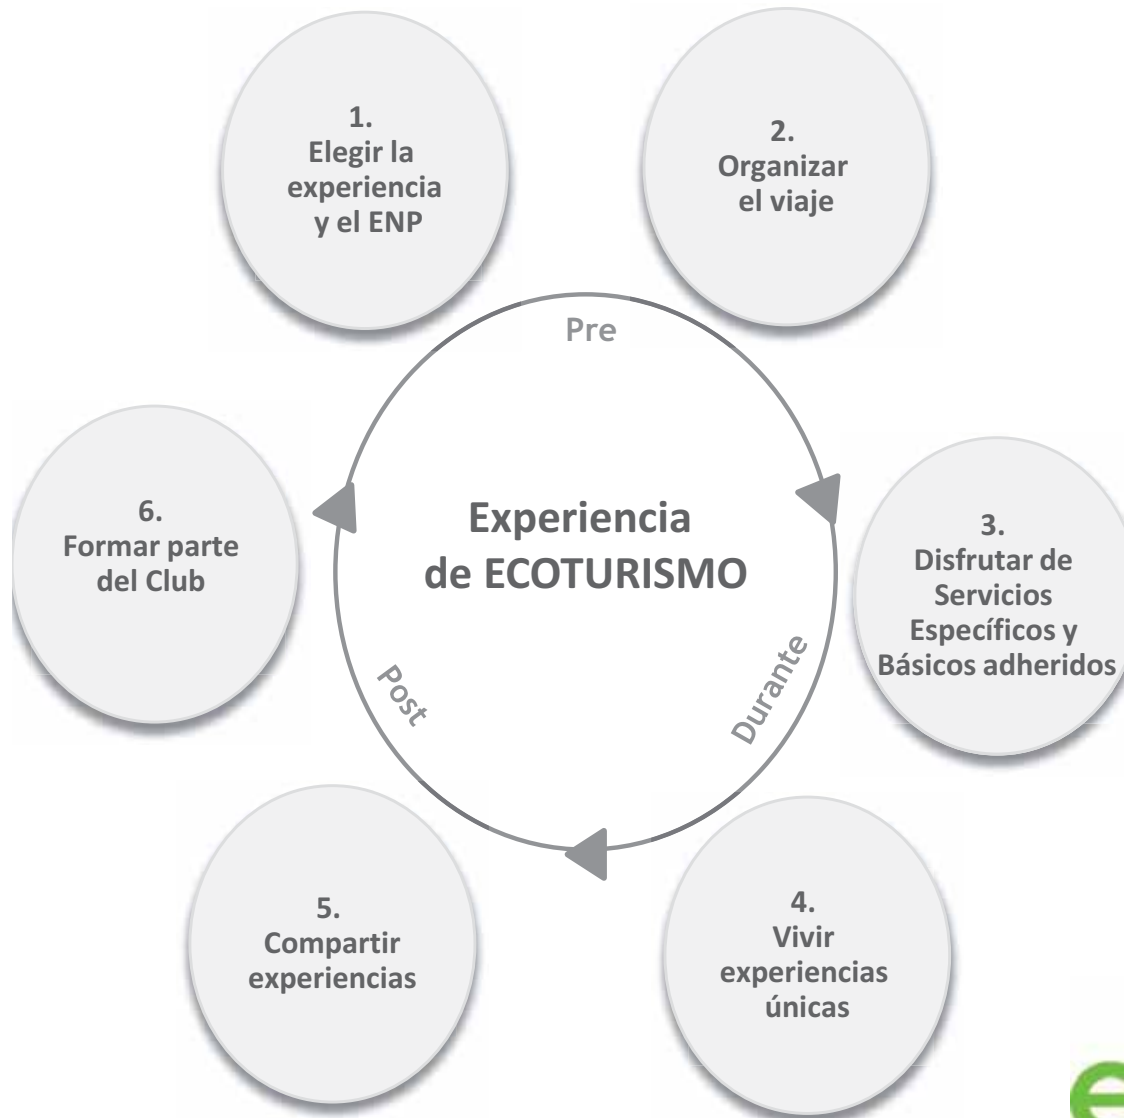 1.
Elegir la
experiencia
y el ENP
2.
Organizar
el viaje
Pre
Experiencia
de ECOTURISMO
3.
Disfrutar de
Servicios
Específicos y
Básicos adheridos
Durante
4.
Vivir
experiencias
únicas
5.
Compartir
experiencias
Post
6.
Formar parte
del Club
e